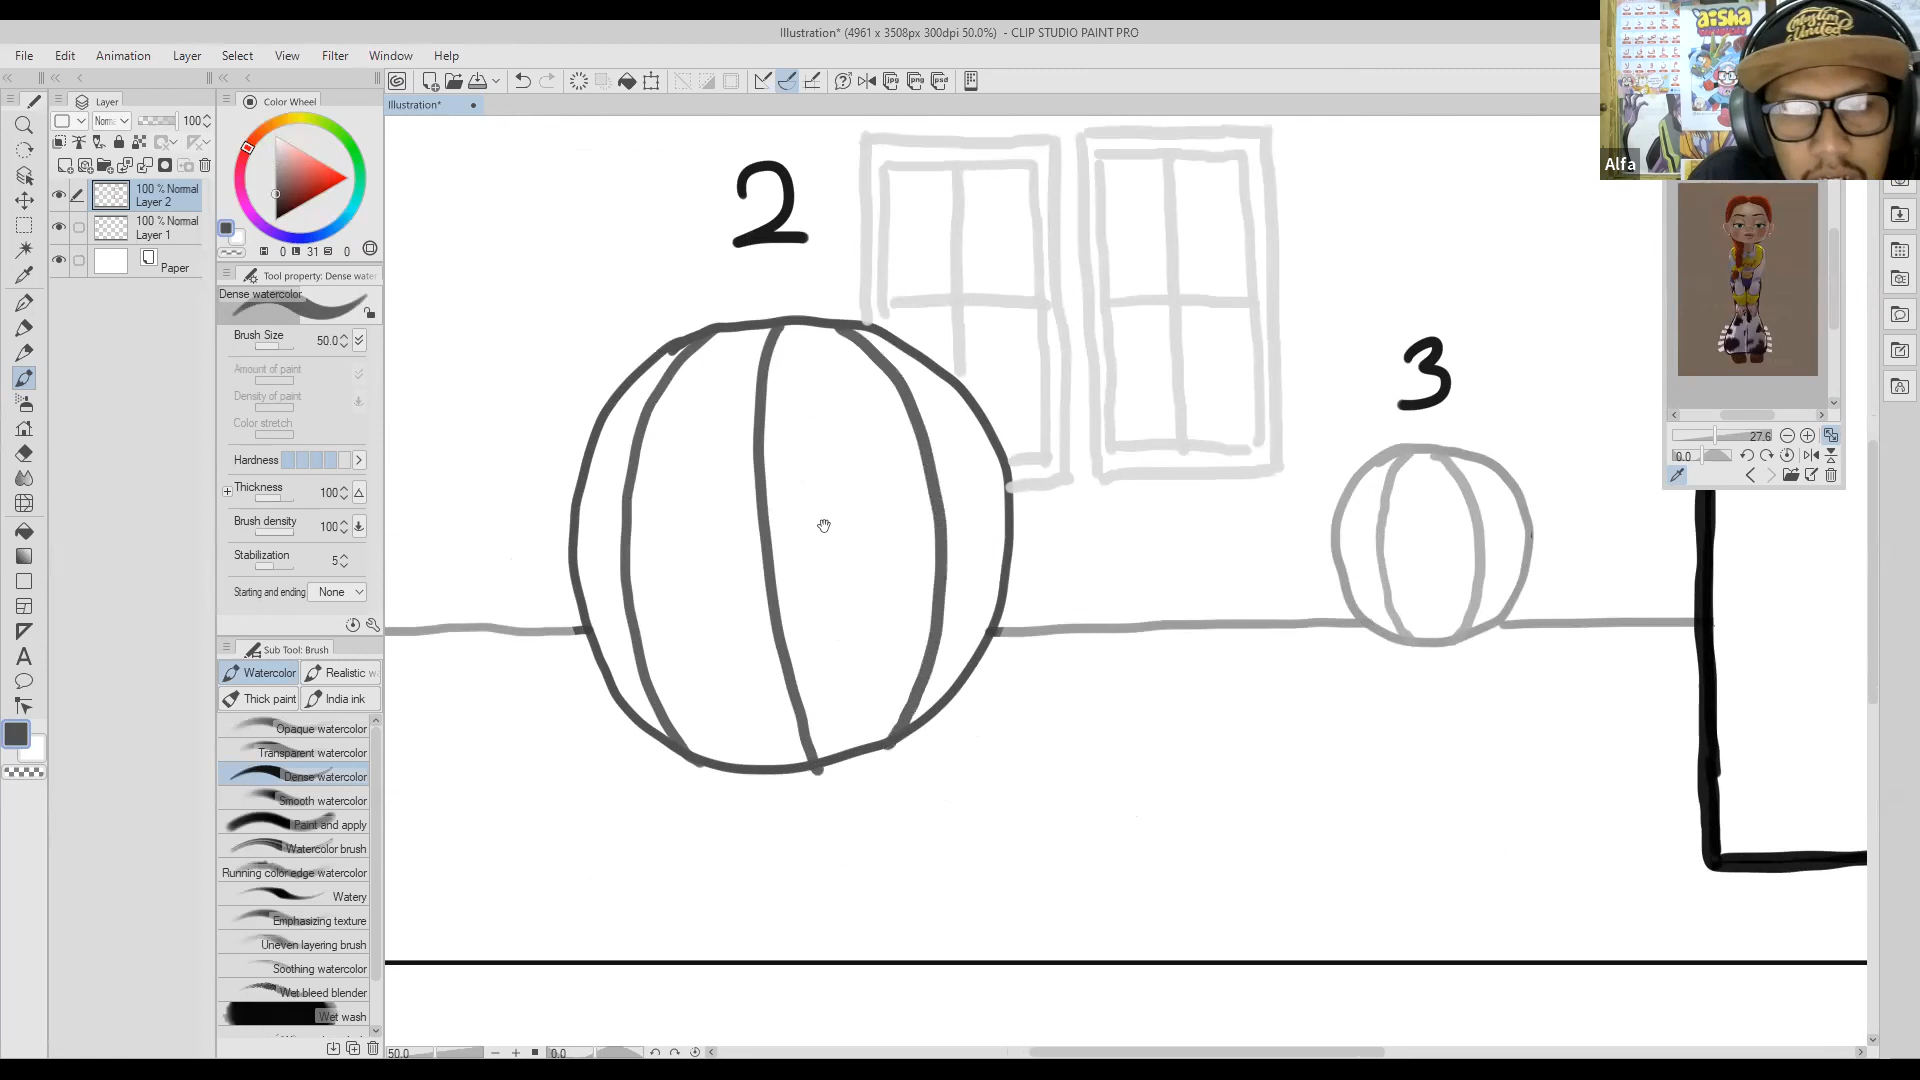 Illustration* (4961 x 3508px 300dpi 50.0%) - CLIP STUDIO PAINT PRO
File Edit Animation Layer Select View Filter Window Help
Layer
Color Wheel
Illustration*
Norm 100
100 % Normal
Layer 2
100 % Normal
Layer 1
Paper
H 0 L 31 S 0
Tool property: Dense water
Dense watercolor
Brush Size 50.0
Amount of paint
Density of paint
Color stretch
Hardness
Thickness 100
Brush density 100
Stabilization 5
Starting and ending None
Sub Tool: Brush
Watercolor Realistic w
Thick paint India ink
Opaque watercolor
Transparent watercolor
Dense watercolor
Smooth watercolor
Paint and apply
Watercolor brush
Running color edge watercolor
Watery
Emphasizing texture
Uneven layering brush
Soothing watercolor
Wet bleed blender
Wet wash
2
3
50.0
0.0
27.6
0.0
aisha
Muslim
United
Alfa